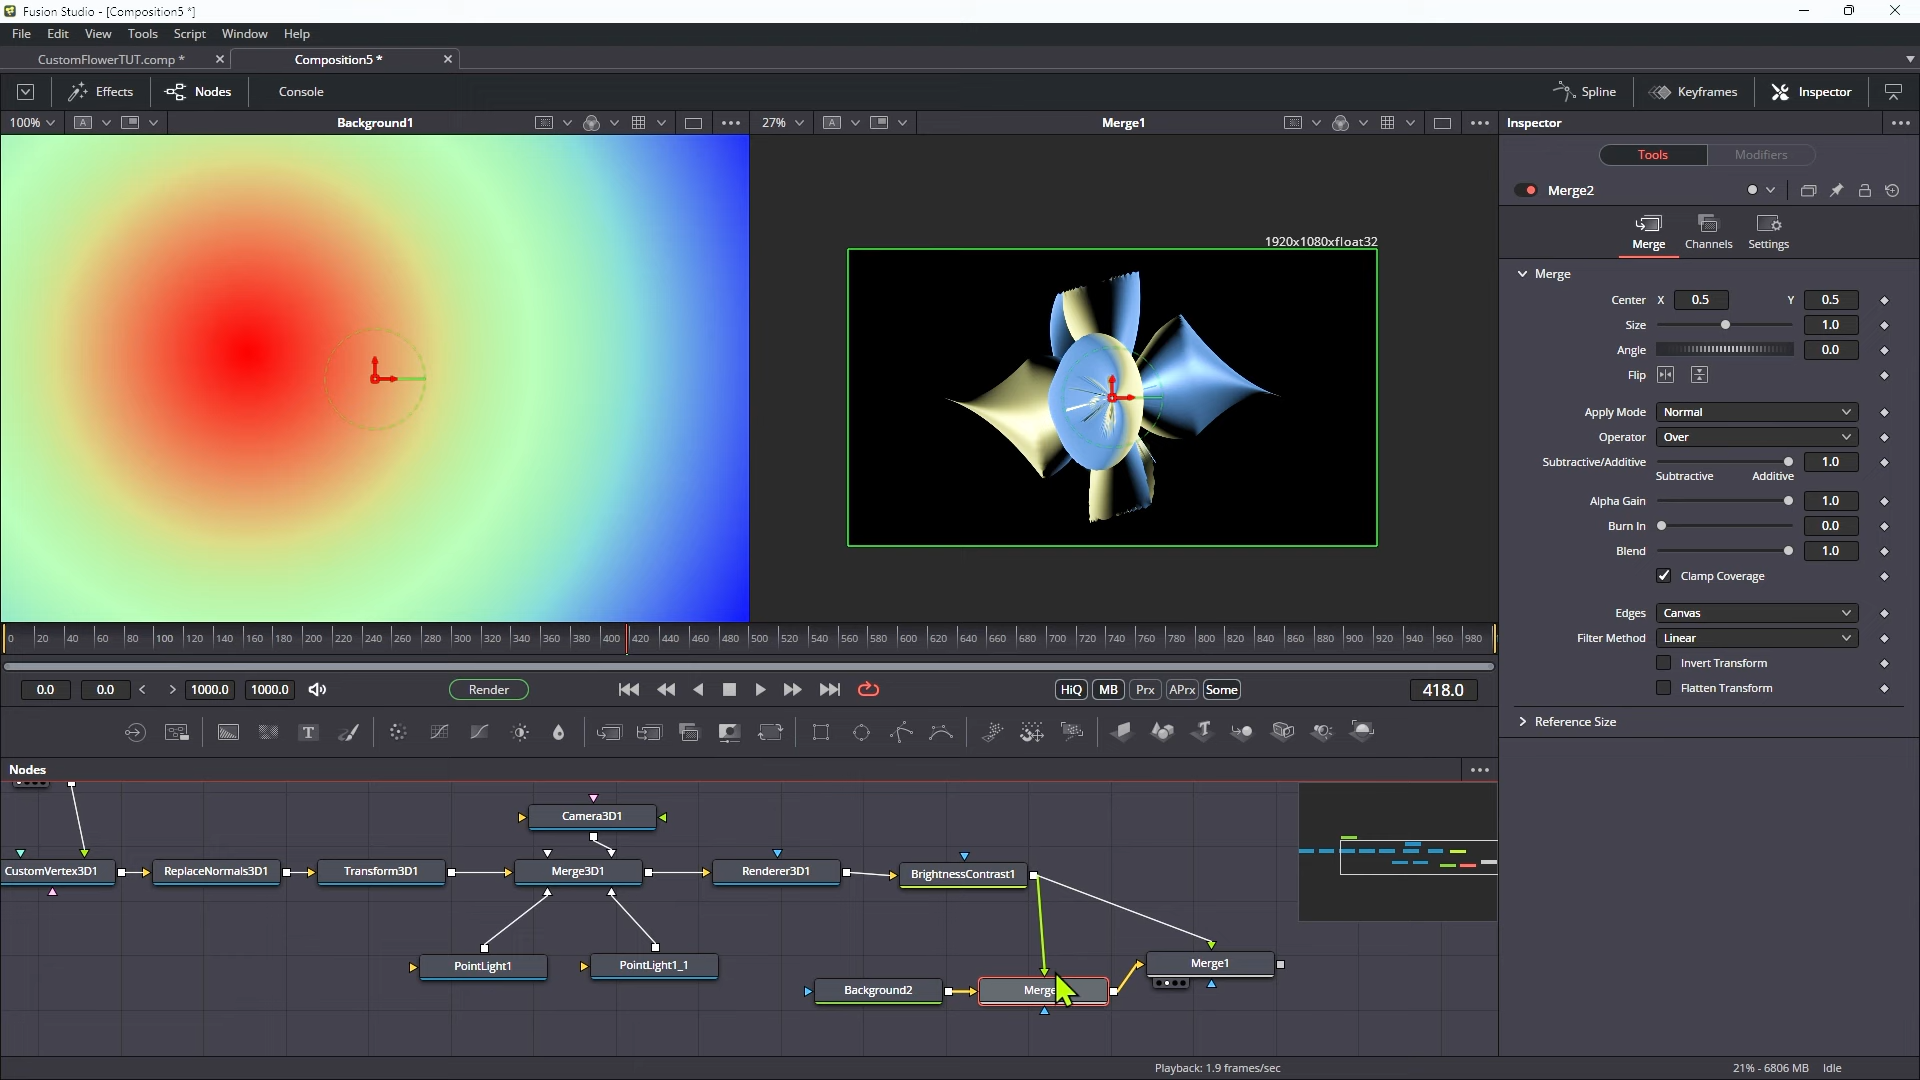 Fusion Studio - [Composition5 *]
File Edit View Tools Script Window Help
CustomFlowerTUT.comp * Composition5 *
Effects Nodes Console Spline Keyframes Inspector
100% A Background1 27% A Merge1 Inspector
Tools Modifiers
Merge2
Merge Channels Settings
Merge
1920x1080xfloat32
Center X 0.5 Y 0.5
Size 1.0
Angle 0.0
Flip
Apply Mode Normal
Operator Over
Subtractive/Additive 1.0
Subtractive Additive
Alpha Gain 1.0
Burn In 0.0
Blend 1.0
Clamp Coverage
Edges Canvas
Filter Method Linear
Invert Transform
Flatten Transform
Reference Size
0 20 40 60 80 100 120 140 160 180 200 220 240 260 280 300 320 340 360 380 400 420 440 460 480 500 520 540 560 580 600 620 640 660 680 700 720 740 760 780 800 820 840 860 880 900 920 940 960 980
0.0 0.0 1000.0 1000.0 Render HiQ MB Prx APrx Some 418.0
T T
Nodes
Camera3D1
CustomVertex3D1 ReplaceNormals3D1 Transform3D1 Merge3D1 Renderer3D1 BrightnessContrast1
PointLight1 PointLight1_1 Merge1
Background2 Merge
Playback: 1.9 frames/sec 21% - 6806 MB Idle